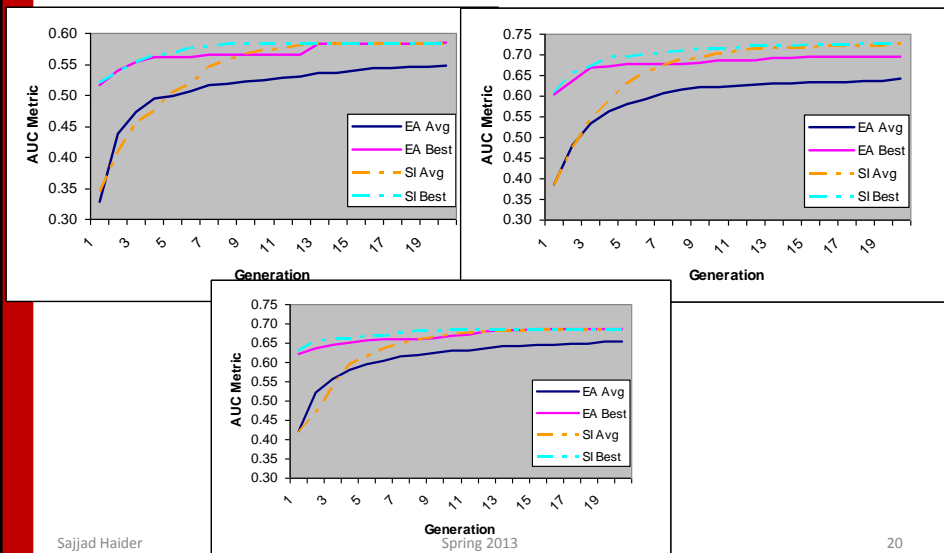 AUC Metric
0.60
0.55
0.50
0.45
0.40
0.35
0.30
1 3 5 7 9 11 13 15 17 19
Generation
EA Avg
EA Best
SI Avg
SI Best
AUC Metric
0.75
0.70
0.65
0.60
0.55
0.50
0.45
0.40
0.35
0.30
1 3 5 7 9 11 13 15 17 19
Generation
EA Avg
EA Best
SI Avg
SI Best
AUC Metric
0.75
0.70
0.65
0.60
0.55
0.50
0.45
0.40
0.35
0.30
1 3 5 7 9 11 13 15 17 19
Generation
EA Avg
EA Best
SI Avg
SI Best
Sajjad Haider Spring 2013 20